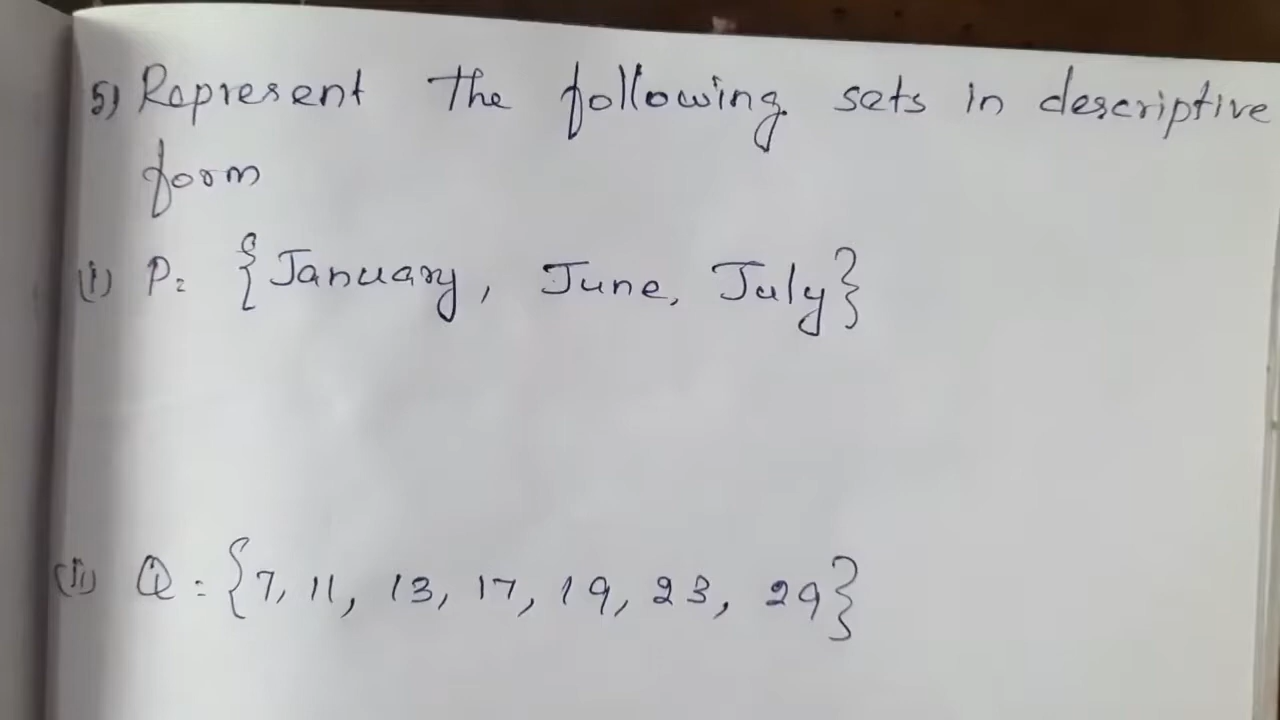 5) Represent the following sets in descriptive
form
(i) P = {January, June, July}
(ii) Q = {7, 11, 13, 17, 19, 23, 29}